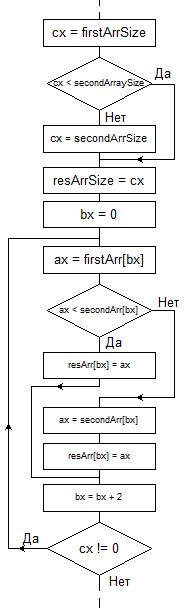 cx = firstArrSize
cx < secondArraySize
Да
Нет
cx = secondArrSize
resArrSize = cx
bx = 0
ax = firstArr[bx]
ax < secondArr[bx]
Нет
Да
resArr[bx] = ax
ax = secondArr[bx]
resArr[bx] = ax
bx = bx + 2
Да
cx != 0
Нет